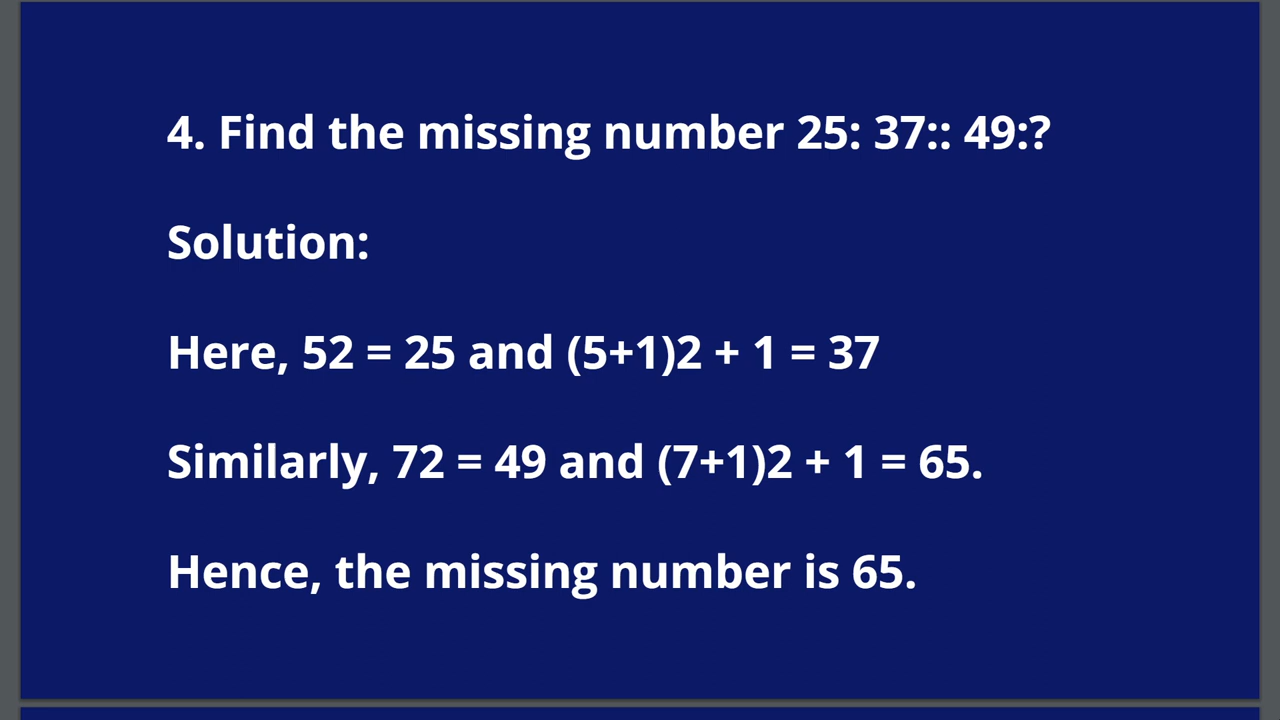 4. Find the missing number 25: 37:: 49:?
Solution:
Here, 52 = 25 and (5+1)2 + 1 = 37
Similarly, 72 = 49 and (7+1)2 + 1 = 65.
Hence, the missing number is 65.